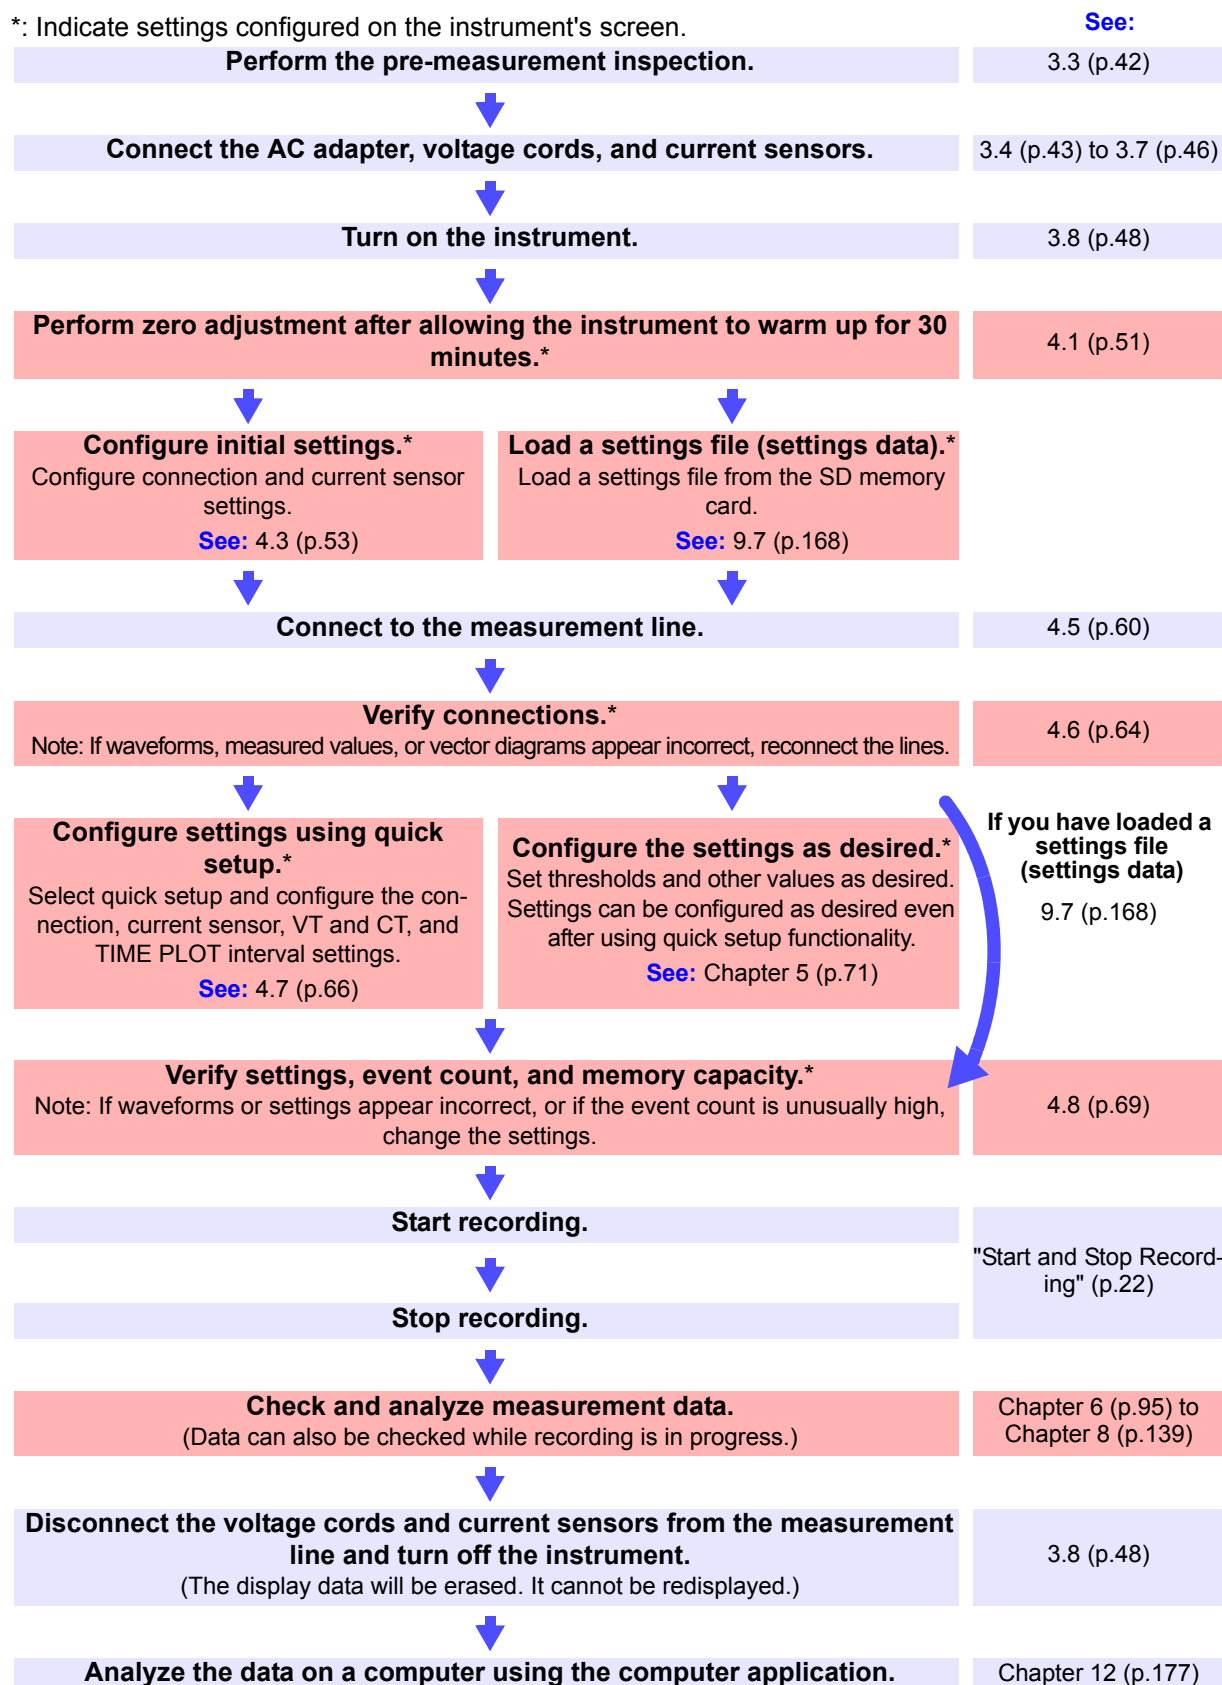 *: Indicate settings configured on the instrument's screen.
See:
Perform the pre-measurement inspection.
3.3 (p.42)
Connect the AC adapter, voltage cords, and current sensors.
3.4 (p.43) to 3.7 (p.46)
Turn on the instrument.
3.8 (p.48)
Perform zero adjustment after allowing the instrument to warm up for 30
minutes.*
4.1 (p.51)
Configure initial settings.*
Configure connection and current sensor
settings.
See: 4.3 (p.53)
Load a settings file (settings data).*
Load a settings file from the SD memory
card.
See: 9.7 (p.168)
Connect to the measurement line.
4.5 (p.60)
Verify connections.*
Note: If waveforms, measured values, or vector diagrams appear incorrect, reconnect the lines.
4.6 (p.64)
Configure settings using quick
setup.*
Select quick setup and configure the con-
nection, current sensor, VT and CT, and
TIME PLOT interval settings.
See: 4.7 (p.66)
Configure the settings as desired.*
Set thresholds and other values as desired.
Settings can be configured as desired even
after using quick setup functionality.
See: Chapter 5 (p.71)
If you have loaded a
settings file
(settings data)
9.7 (p.168)
Verify settings, event count, and memory capacity.*
Note: If waveforms or settings appear incorrect, or if the event count is unusually high,
change the settings.
4.8 (p.69)
Start recording.
"Start and Stop Record-
ing" (p.22)
Stop recording.
Check and analyze measurement data.
(Data can also be checked while recording is in progress.)
Chapter 6 (p.95) to
Chapter 8 (p.139)
Disconnect the voltage cords and current sensors from the measurement
line and turn off the instrument.
(The display data will be erased. It cannot be redisplayed.)
3.8 (p.48)
Analyze the data on a computer using the computer application.
Chapter 12 (p.177)